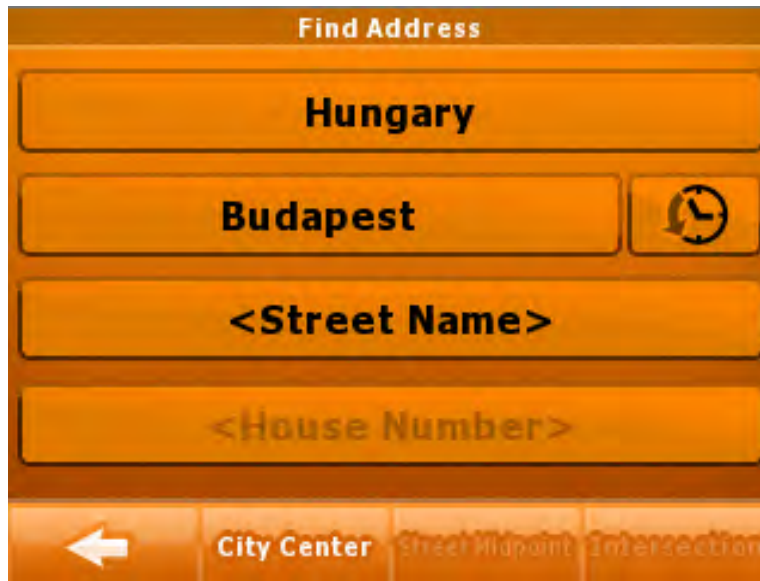 Find Address
Hungary
Budapest
<Street Name>
<House Number>
City Center Street Midpoint Intersection